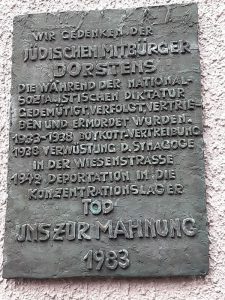 WIR GEDENKEN DER
JÜDISCHEN MITBÜRGER
DORSTENS
DIE WÄHREND DER NATIONAL-
SOZIALISTISCHEN DIKTATUR
GEDEMÜTIGT, VERFOLGT, VERTRIE-
BEN UND ERMORDET WURDEN.
1933-1938 BOYKOTT-VERTREIBUNG
1938 VERWÜSTUNG D. SYNAGOGE
IN DER WIESENSTRASSE
1942 DEPORTATION IN DIE
KONZENTRATIONSLAGER
TOD
UNS ZUR MAHNUNG
1983